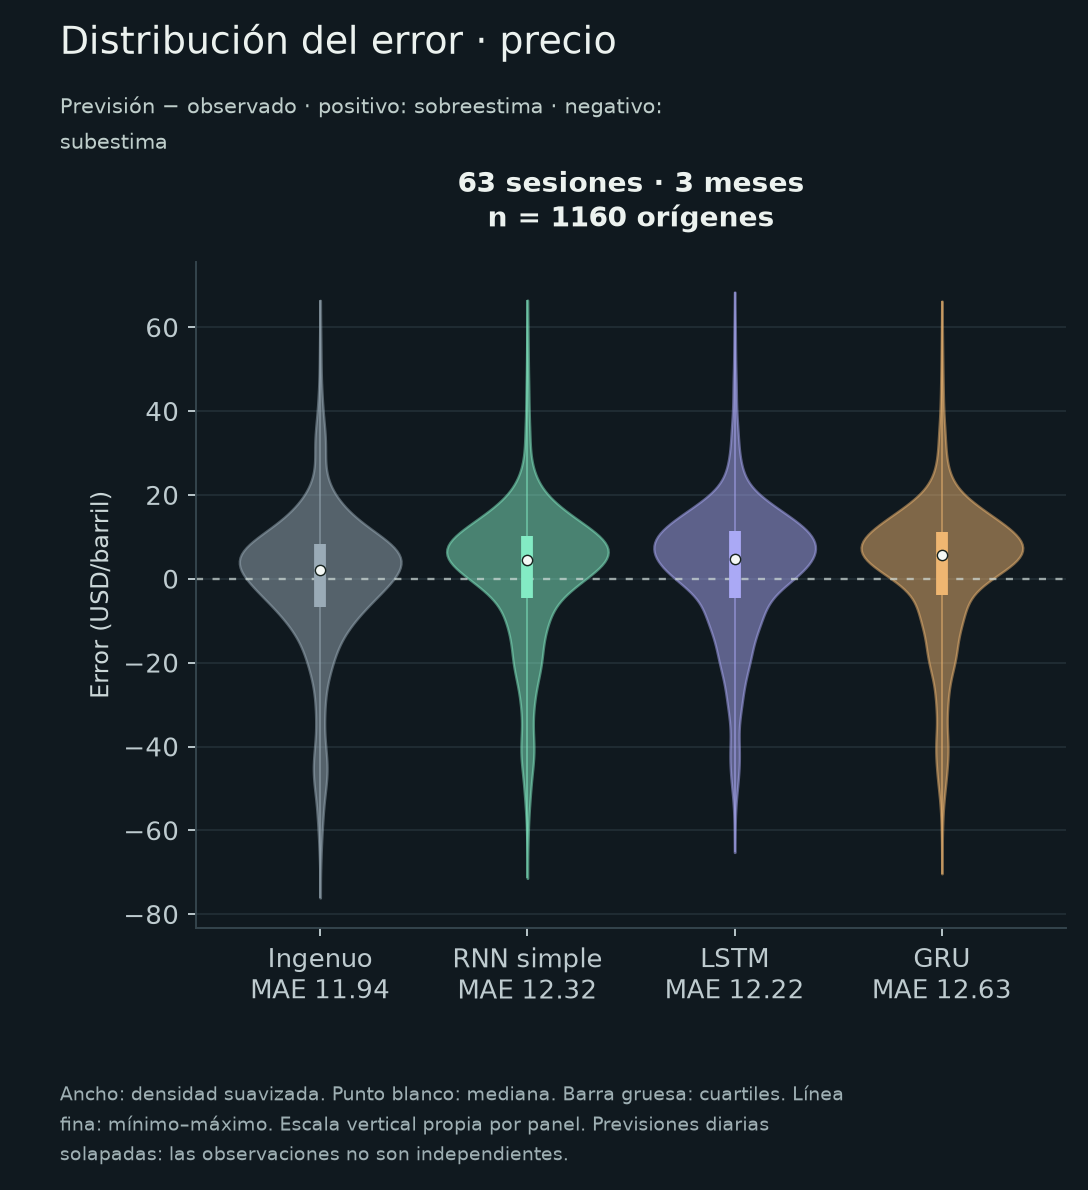 Distribución del error · precio
Previsión − observado · positivo: sobreestima · negativo:
subestima
63 sesiones · 3 meses
n = 1160 orígenes
Error (USD/barril)
60
40
20
0
−20
−40
−60
−80
Ingenuo
MAE 11.94
RNN simple
MAE 12.32
LSTM
MAE 12.22
GRU
MAE 12.63
Ancho: densidad suavizada. Punto blanco: mediana. Barra gruesa: cuartiles. Línea
fina: mínimo–máximo. Escala vertical propia por panel. Previsiones diarias
solapadas: las observaciones no son independientes.